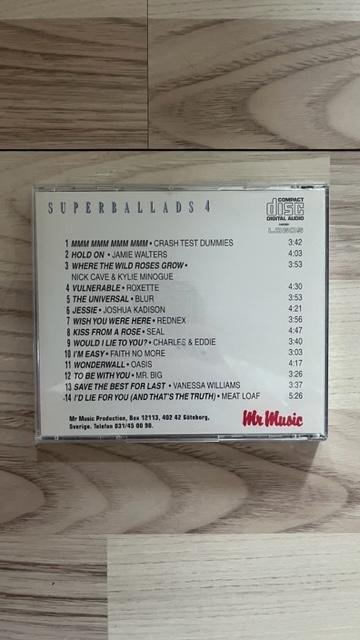 SUPERBALLADS 4
COMPACT
disc
DIGITAL AUDIO
1 MMM MMM MMM MMM • CRASH TEST DUMMIES 3:42
2 HOLD ON • JAMIE WALTERS 4:03
3 WHERE THE WILD ROSES GROW • 3:53
NICK CAVE & KYLIE MINOGUE
4 VULNERABLE • ROXETTE 4:30
5 THE UNIVERSAL • BLUR 3:53
6 JESSIE • JOSHUA KADISON 4:21
7 WISH YOU WERE HERE • REDNEX 3:56
8 KISS FROM A ROSE • SEAL 4:47
9 WOULD I LIE TO YOU? • CHARLES & EDDIE 3:40
10 I'M EASY • FAITH NO MORE 3:03
11 WONDERWALL • OASIS 4:17
12 TO BE WITH YOU • MR. BIG 3:26
13 SAVE THE BEST FOR LAST • VANESSA WILLIAMS 3:37
14 I'D LIE FOR YOU (AND THAT'S THE TRUTH) • MEAT LOAF 5:26
Mr Music Production, Box 12113, 402 42 Göteborg,
Sverige. Telefon 031/45 00 90.
Mr Music